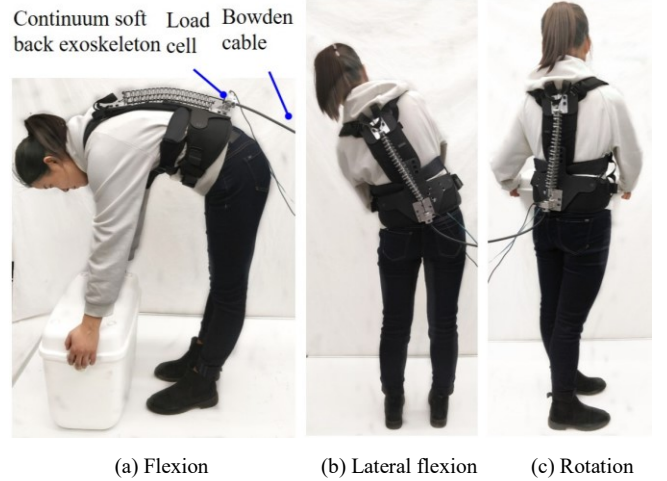 Continuum soft Load Bowden
back exoskeleton cell cable
(a) Flexion (b) Lateral flexion (c) Rotation